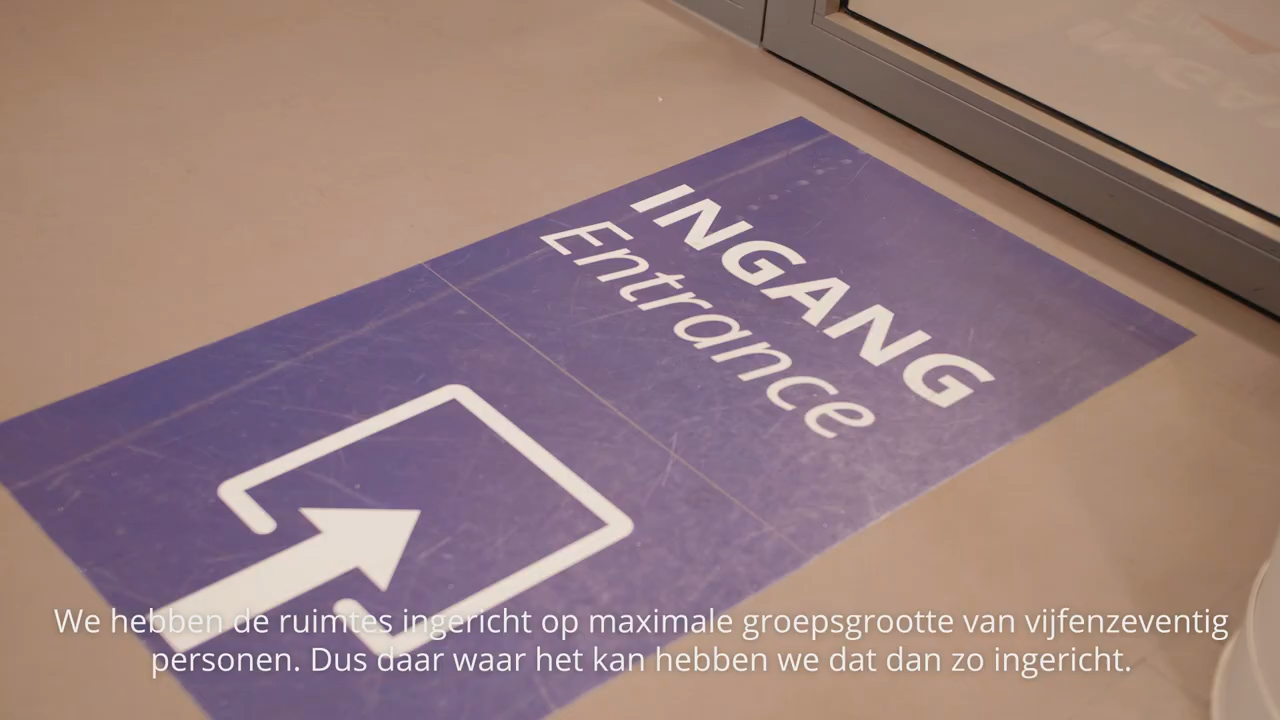 INGANG
Entrance
We hebben de ruimtes ingericht op maximale groepsgrootte van vijfenzeventig
personen. Dus daar waar het kan hebben we dat dan zo ingericht.